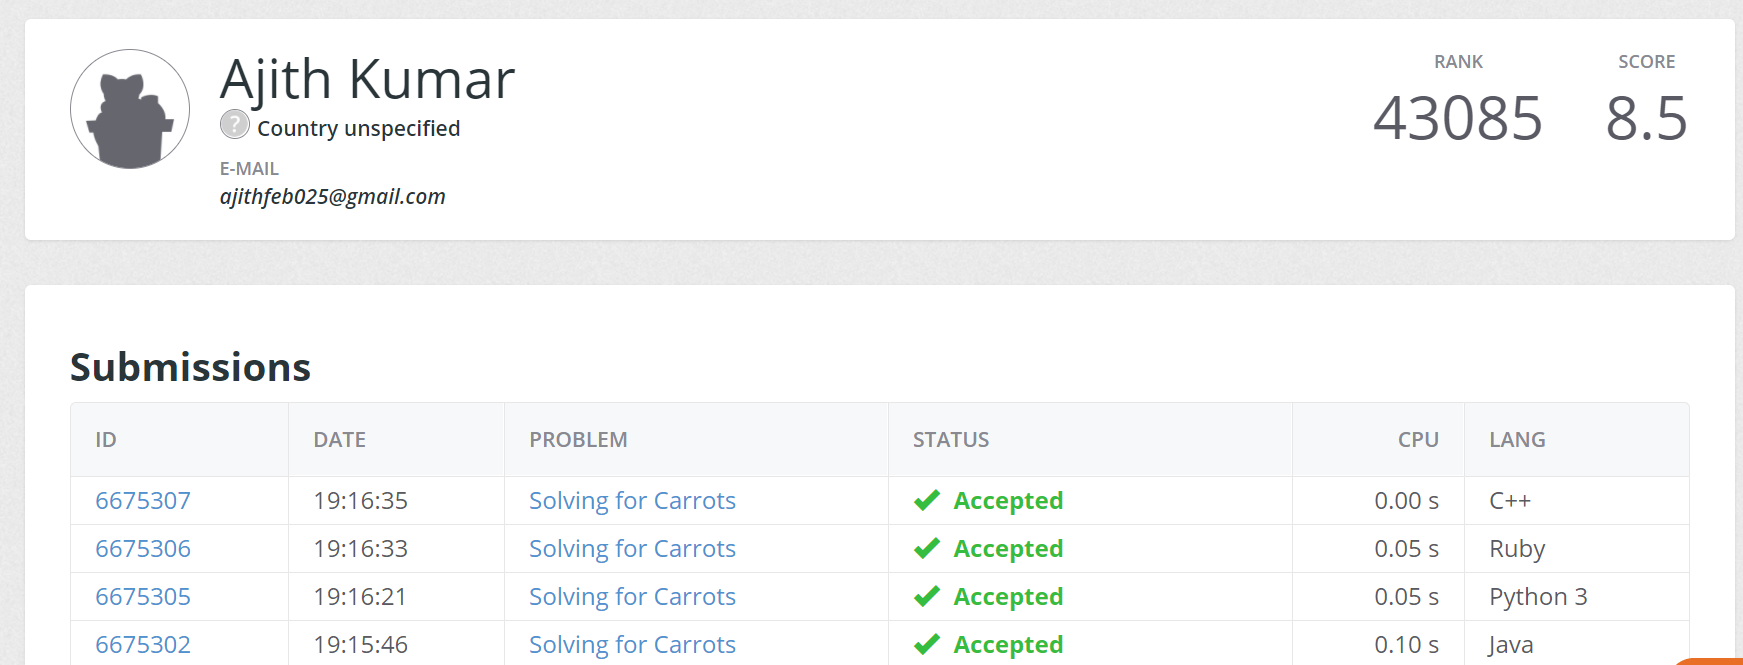 Ajith Kumar
? Country unspecified
E-MAIL
ajithfeb025@gmail.com
RANK
43085
SCORE
8.5
Submissions
ID DATE PROBLEM STATUS CPU LANG
6675307 19:16:35 Solving for Carrots Accepted 0.00 s C++
6675306 19:16:33 Solving for Carrots Accepted 0.05 s Ruby
6675305 19:16:21 Solving for Carrots Accepted 0.05 s Python 3
6675302 19:15:46 Solving for Carrots Accepted 0.10 s Java